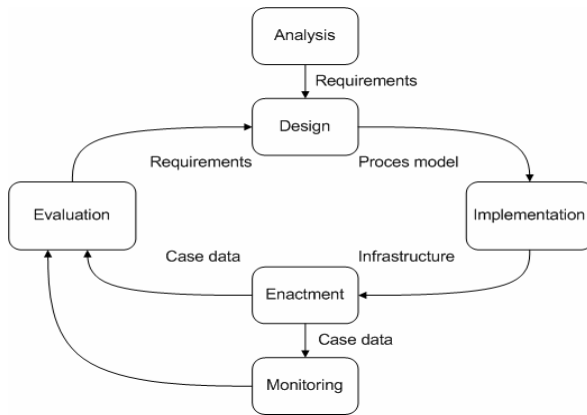 Analysis
Requirements
Design
Requirements
Proces model
Evaluation
Implementation
Case data
Infrastructure
Enactment
Case data
Monitoring